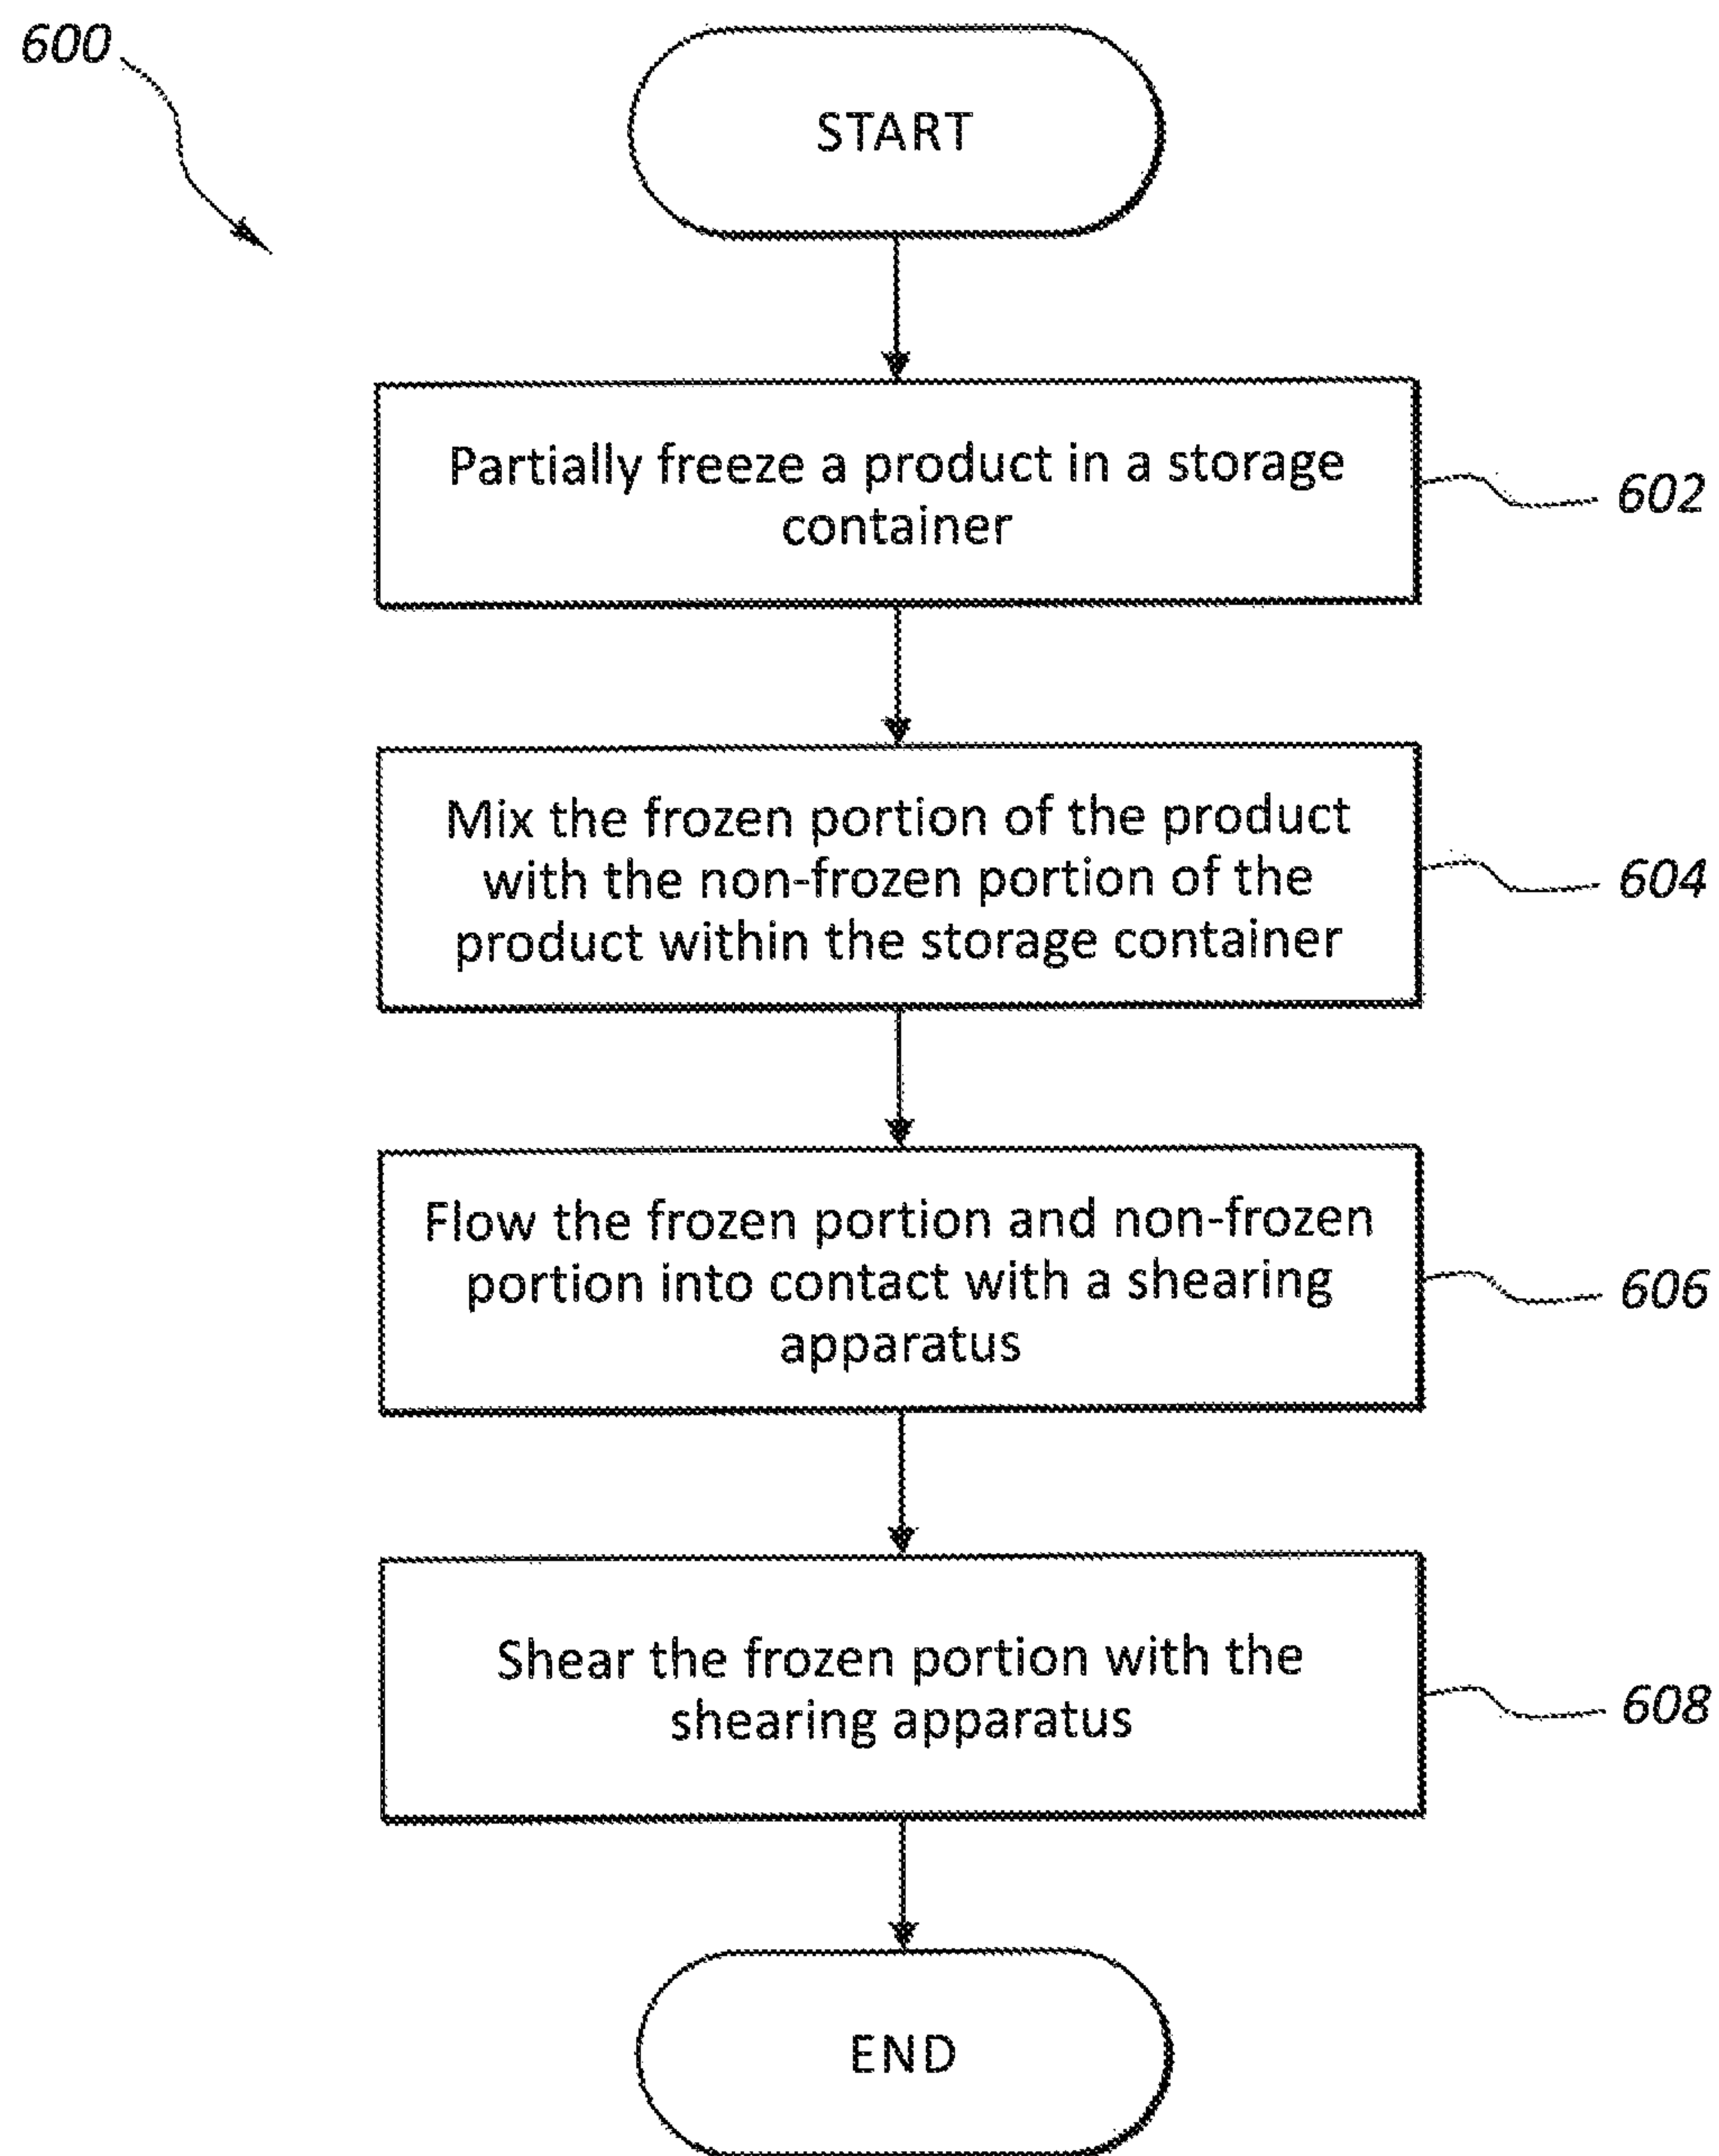 600
START
Partially freeze a product in a storage
container
602
Mix the frozen portion of the product
with the non-frozen portion of the
product within the storage container
604
Flow the frozen portion and non-frozen
portion into contact with a shearing
apparatus
606
Shear the frozen portion with the
shearing apparatus
608
END